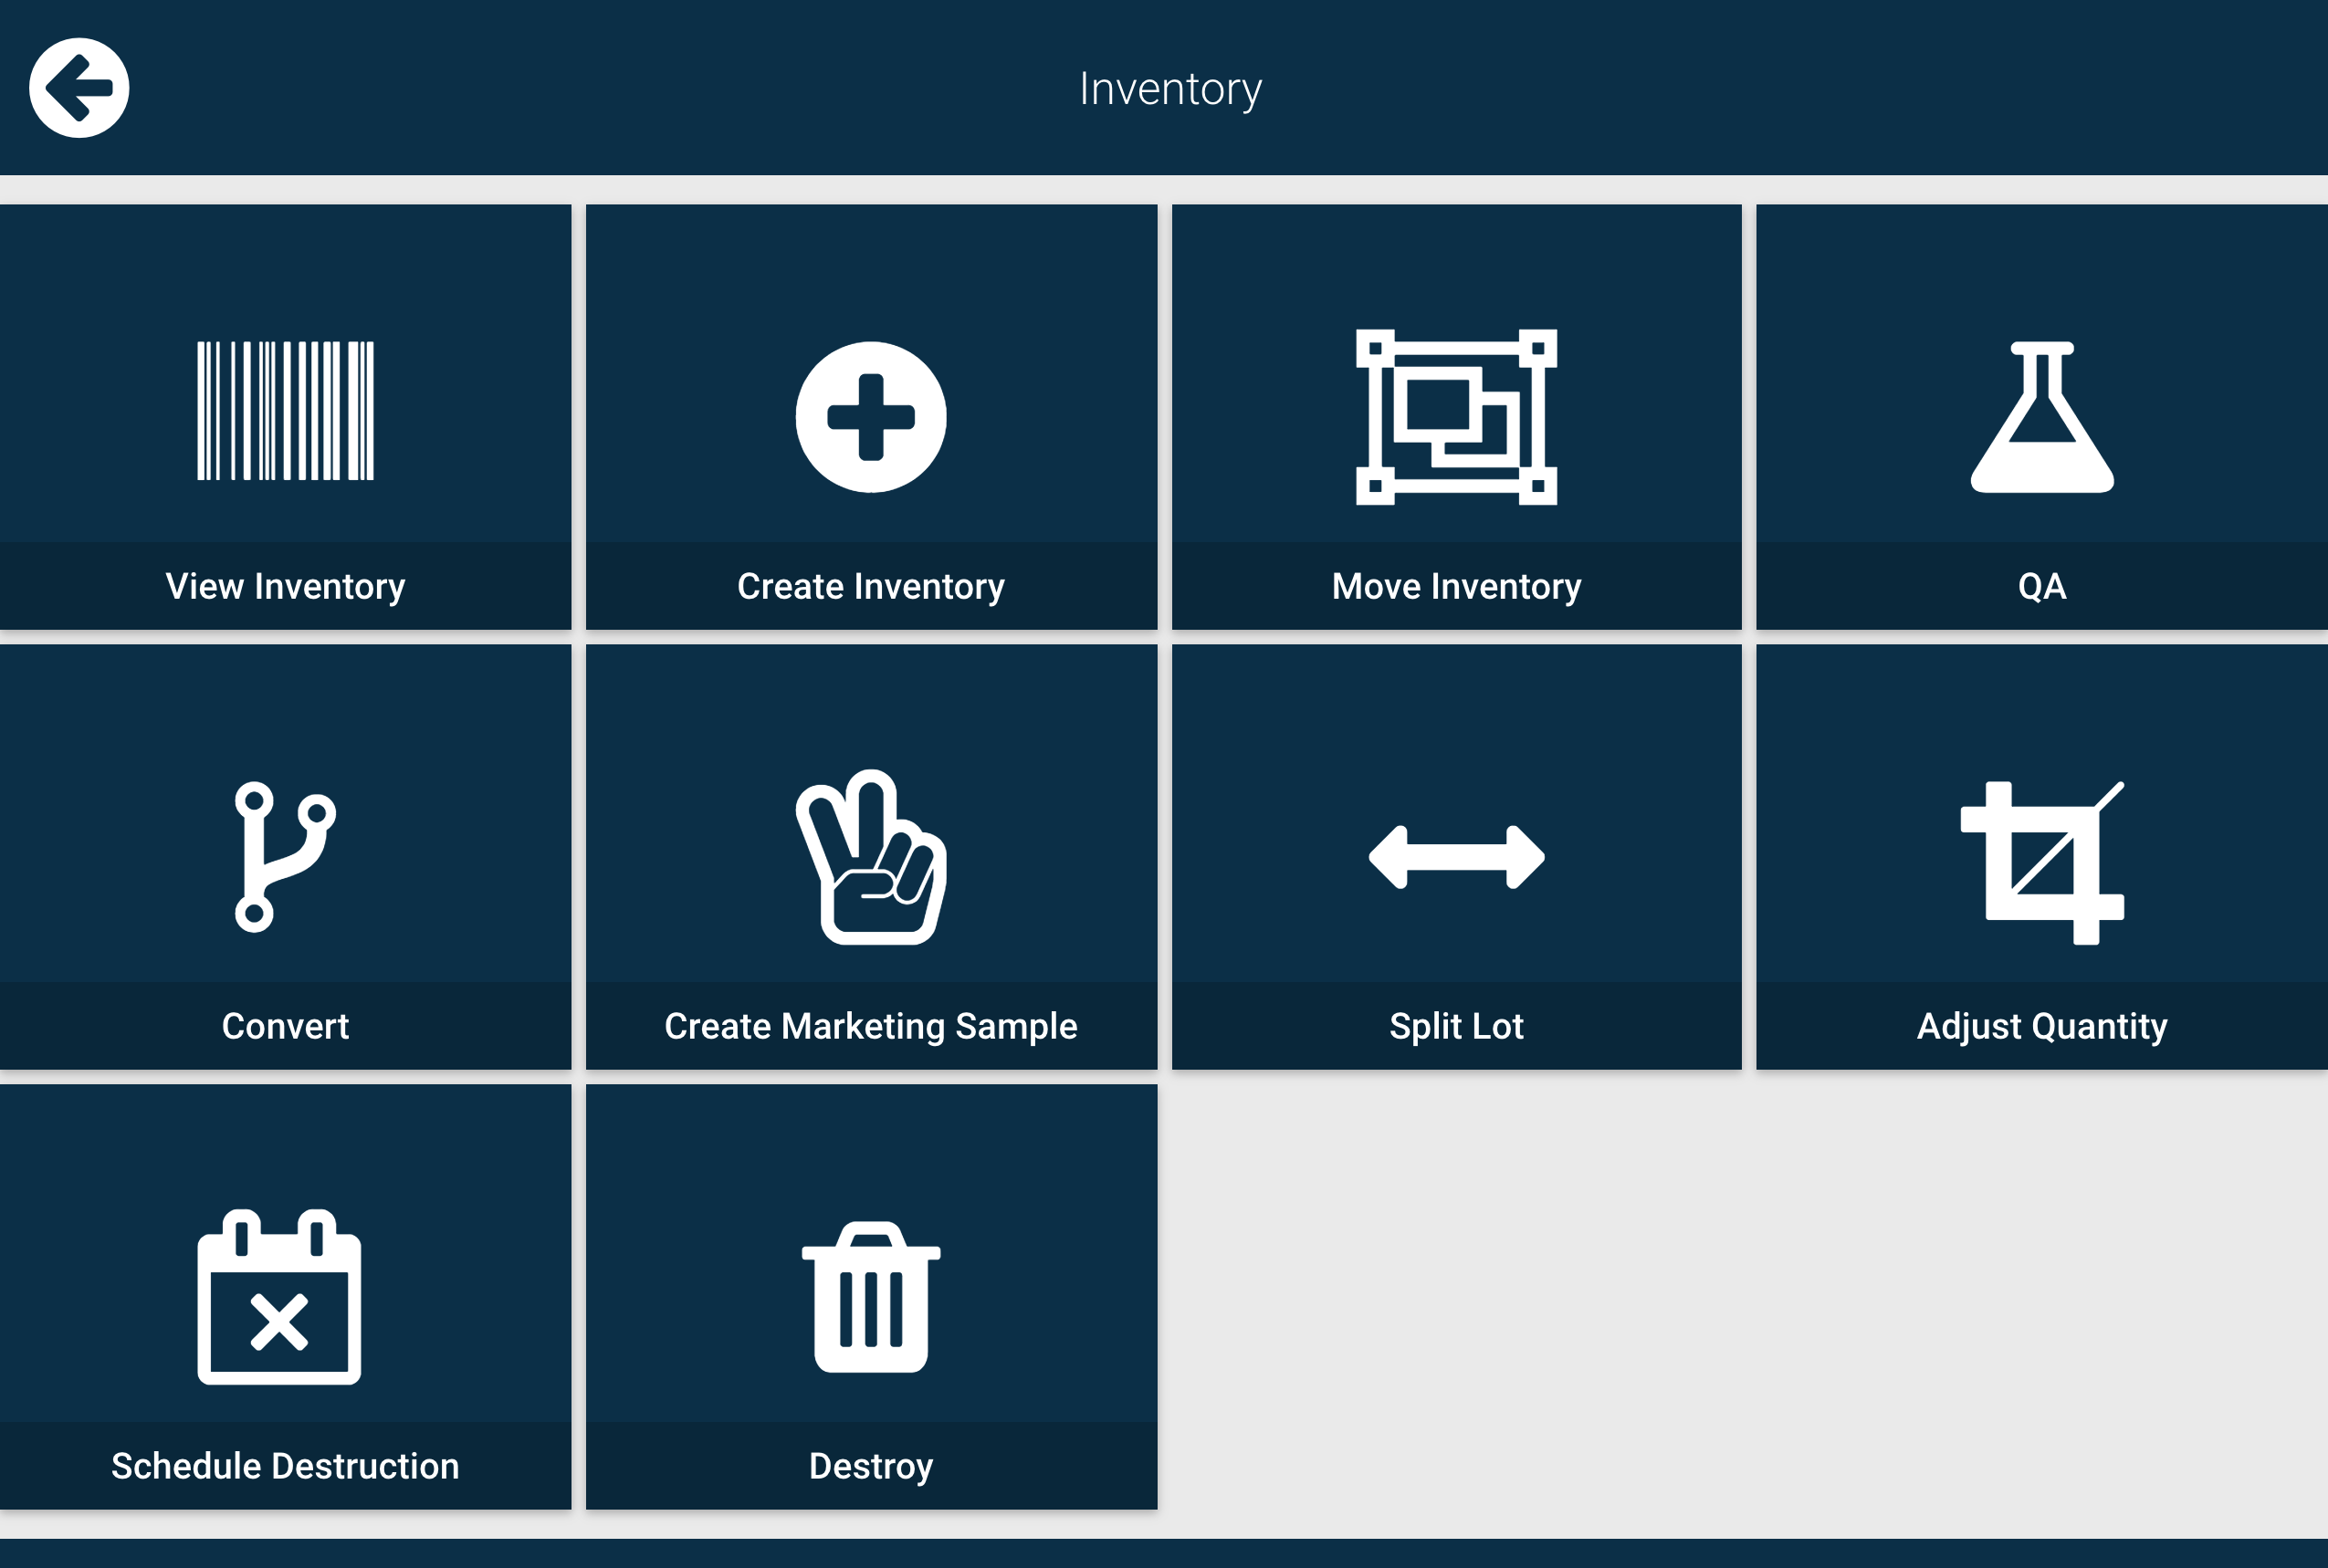 Inventory
View Inventory
Create Inventory
Move Inventory
QA
Convert
Create Marketing Sample
Split Lot
Adjust Quantity
Schedule Destruction
Destroy